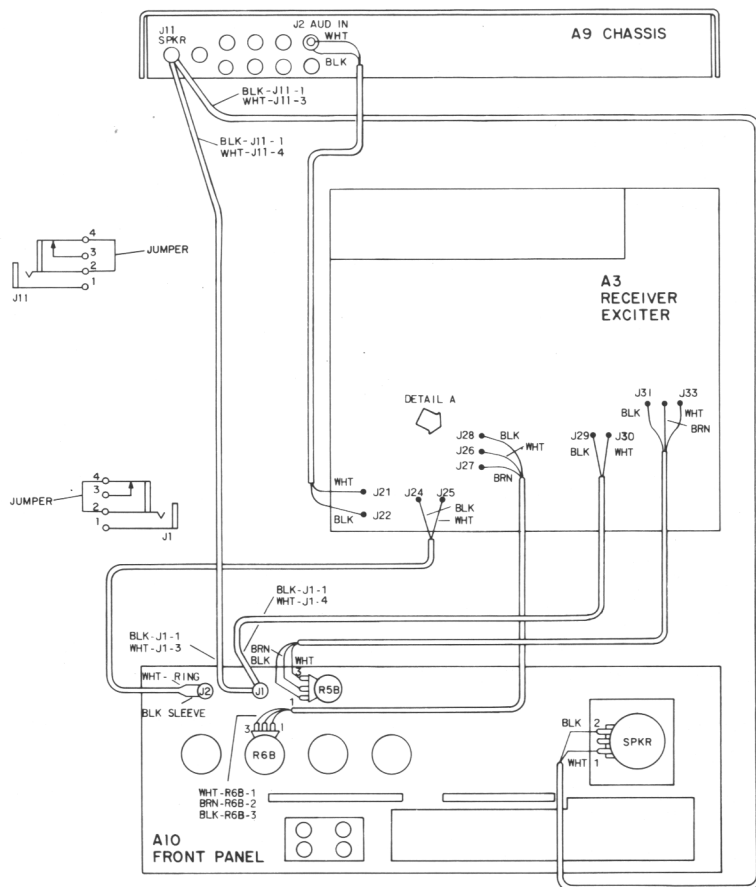 J2 AUD IN
J11
SPKR
WHT
BLK
A9 CHASSIS
BLK-J11-1
WHT-J11-3
BLK-J11-1
WHT-J11-4
4
3
2
1
JUMPER
J11
A3
RECEIVER
EXCITER
DETAIL A
J31
J33
BLK
WHT
BRN
J28
BLK
J26
WHT
J27
BRN
J29
J30
BLK
WHT
WHT
J21
BLK
J22
J24
J25
BLK
WHT
4
3
2
1
JUMPER
J1
BLK-J1-1
WHT-J1-4
BLK-J1-1
WHT-J1-3
BRN
BLK
WHT
3
1
R5B
WHT- RING
J2
J1
BLK SLEEVE
3
1
R6B
BLK
2
WHT
1
SPKR
WHT-R6B-1
BRN-R6B-2
BLK-R6B-3
A10
FRONT PANEL